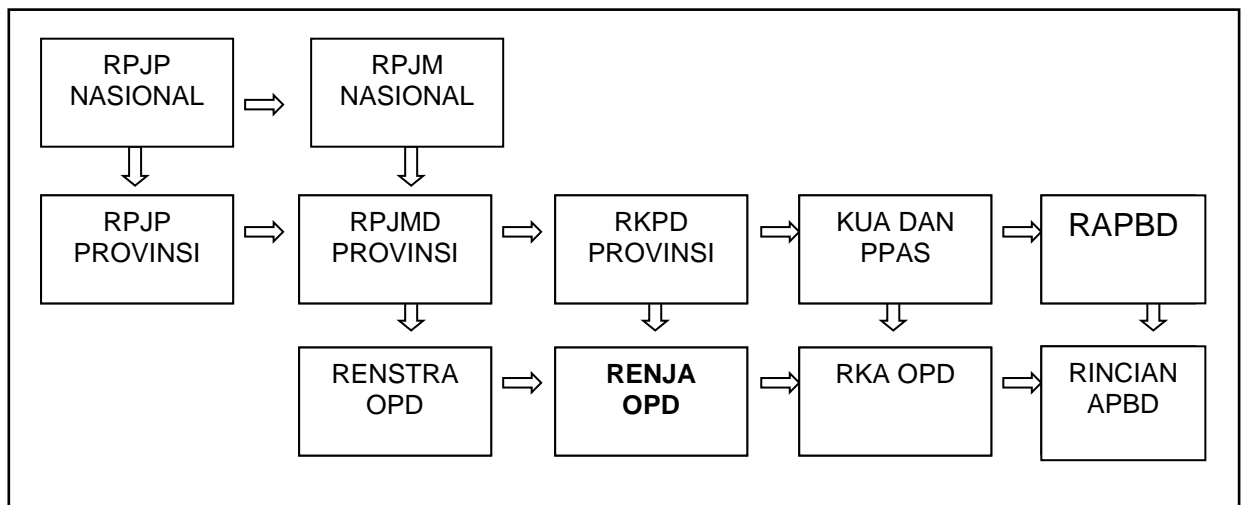 RPJP
NASIONAL
RPJM
NASIONAL
RPJP
PROVINSI
RPJMD
PROVINSI
RKPD
PROVINSI
KUA DAN
PPAS
RAPBD
RENSTRA
OPD
RENJA
OPD
RKA OPD
RINCIAN
APBD